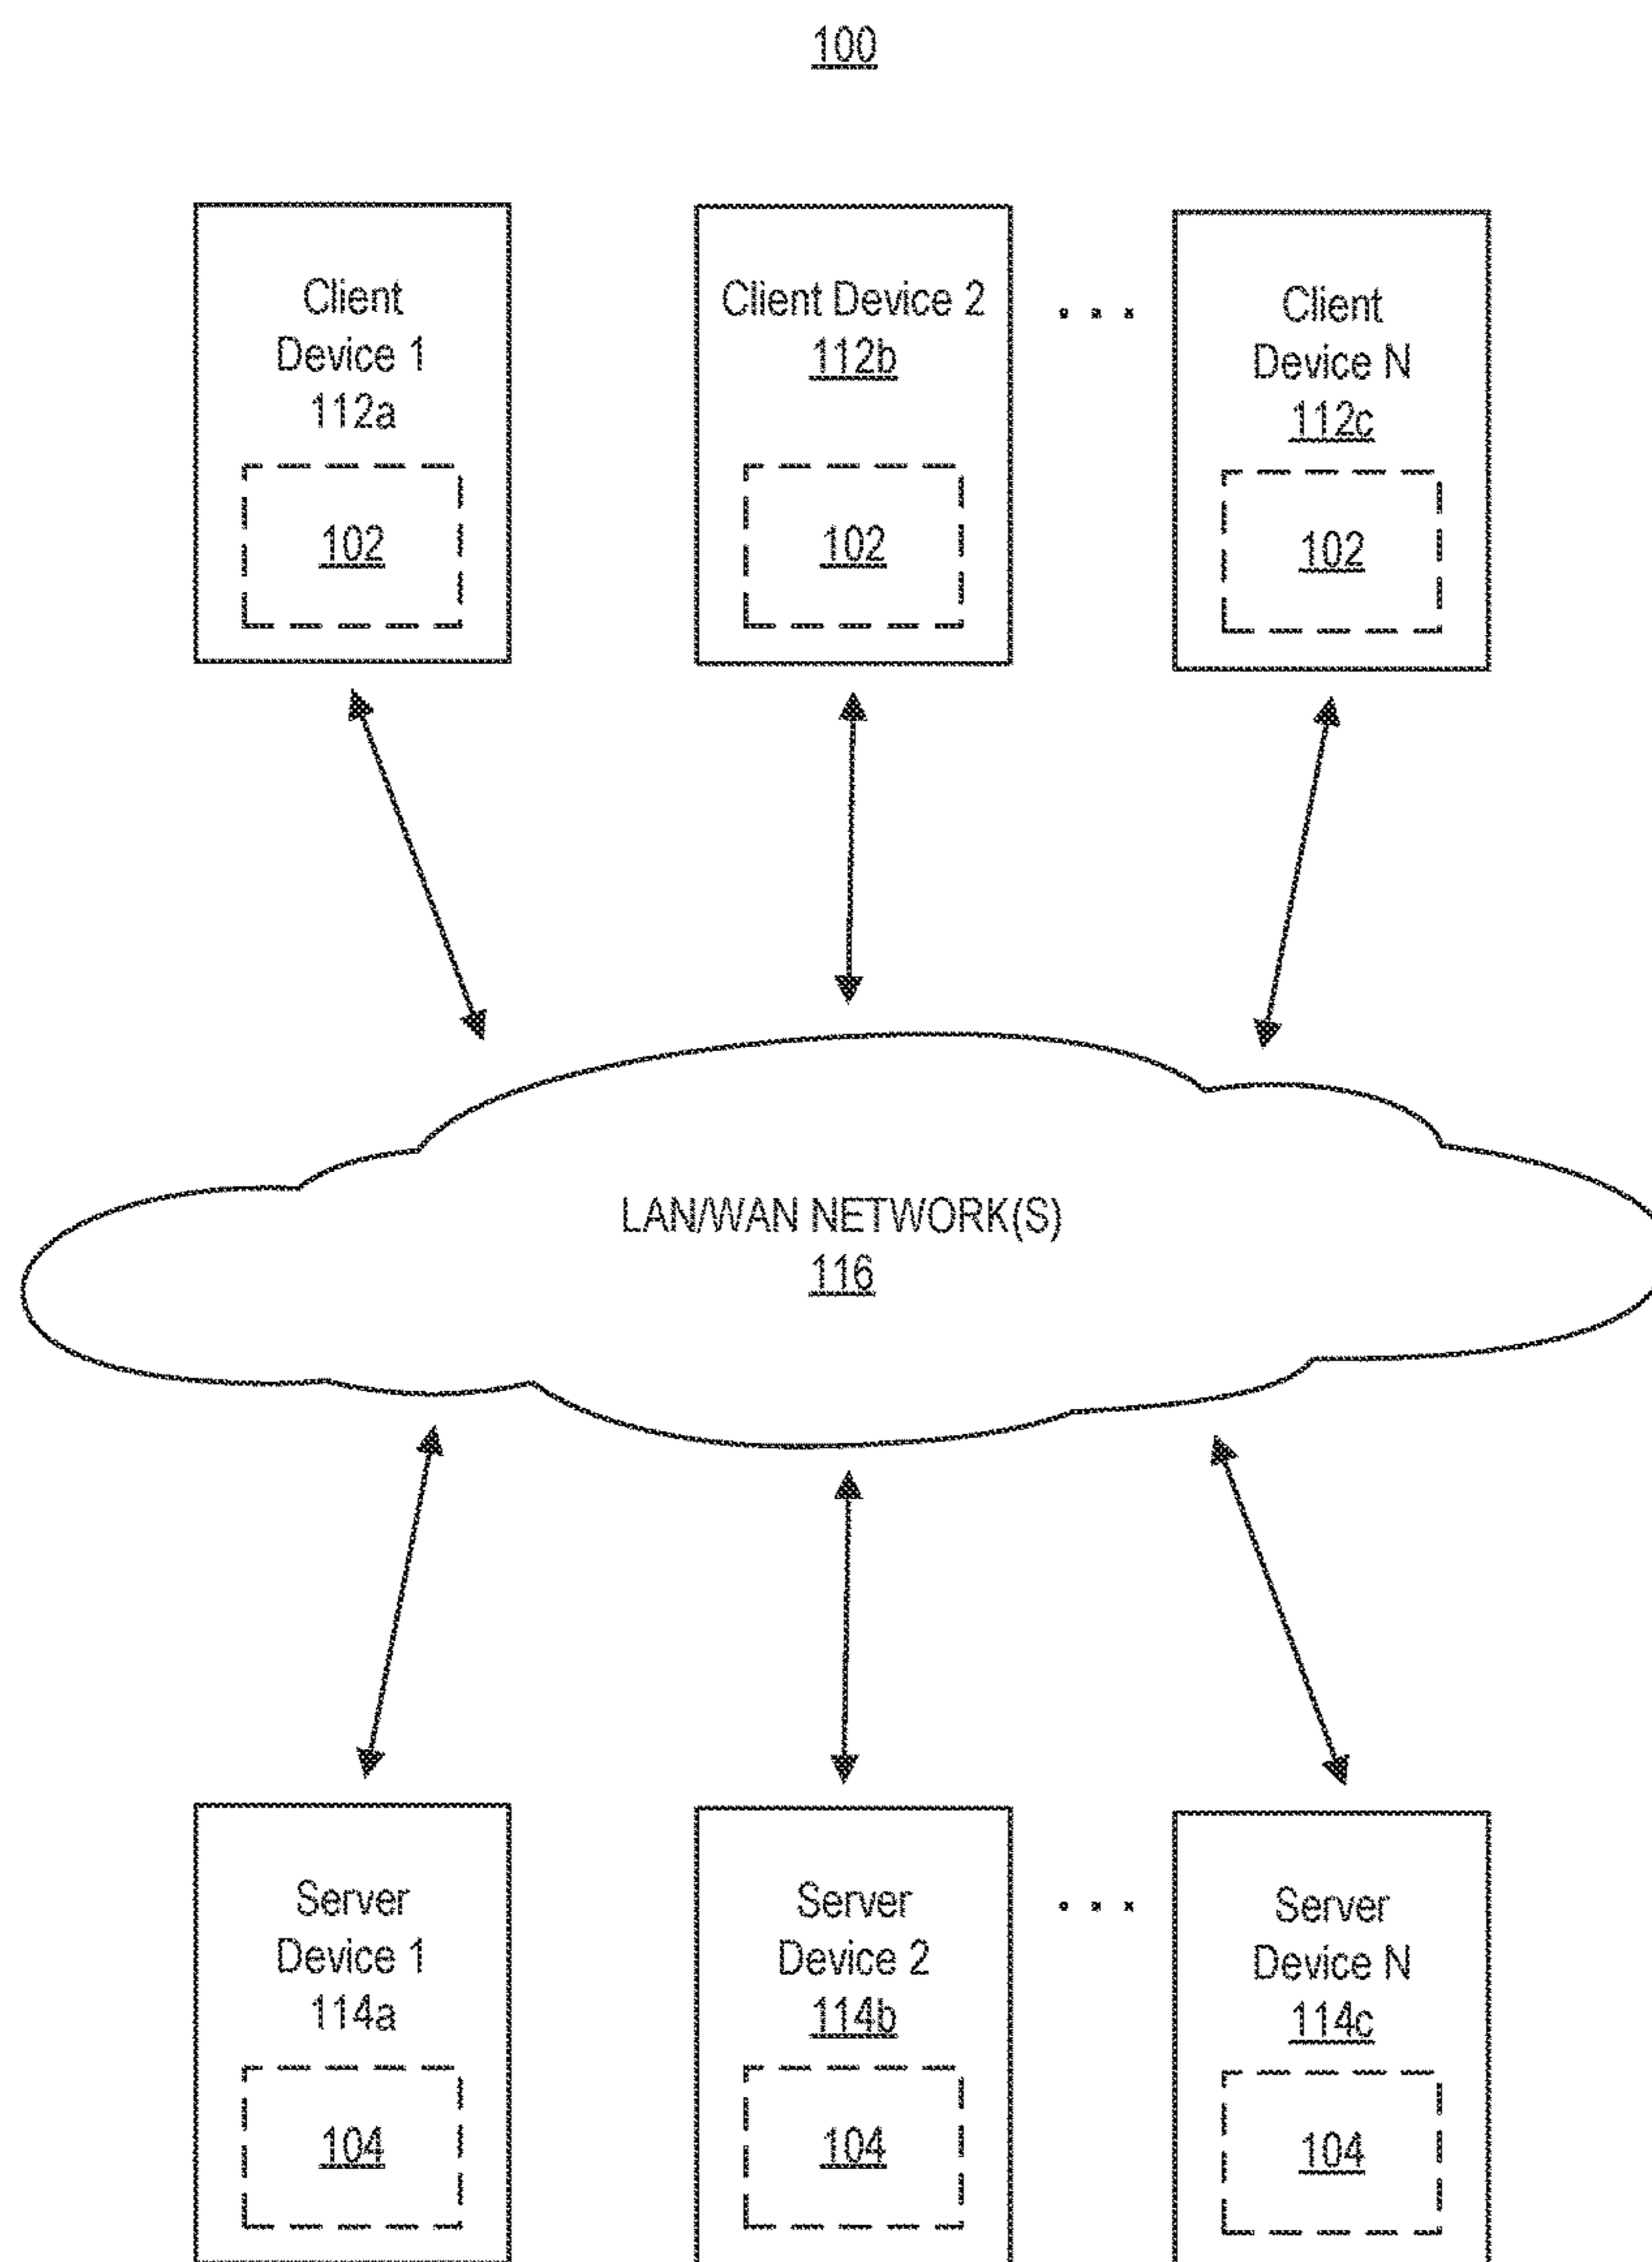 100
Client
Device 1
112a
102
Client Device 2
112b
102
. . .
Client
Device N
112c
102
LAN/WAN NETWORK(S)
116
Server
Device 1
114a
104
Server
Device 2
114b
104
. . .
Server
Device N
114c
104